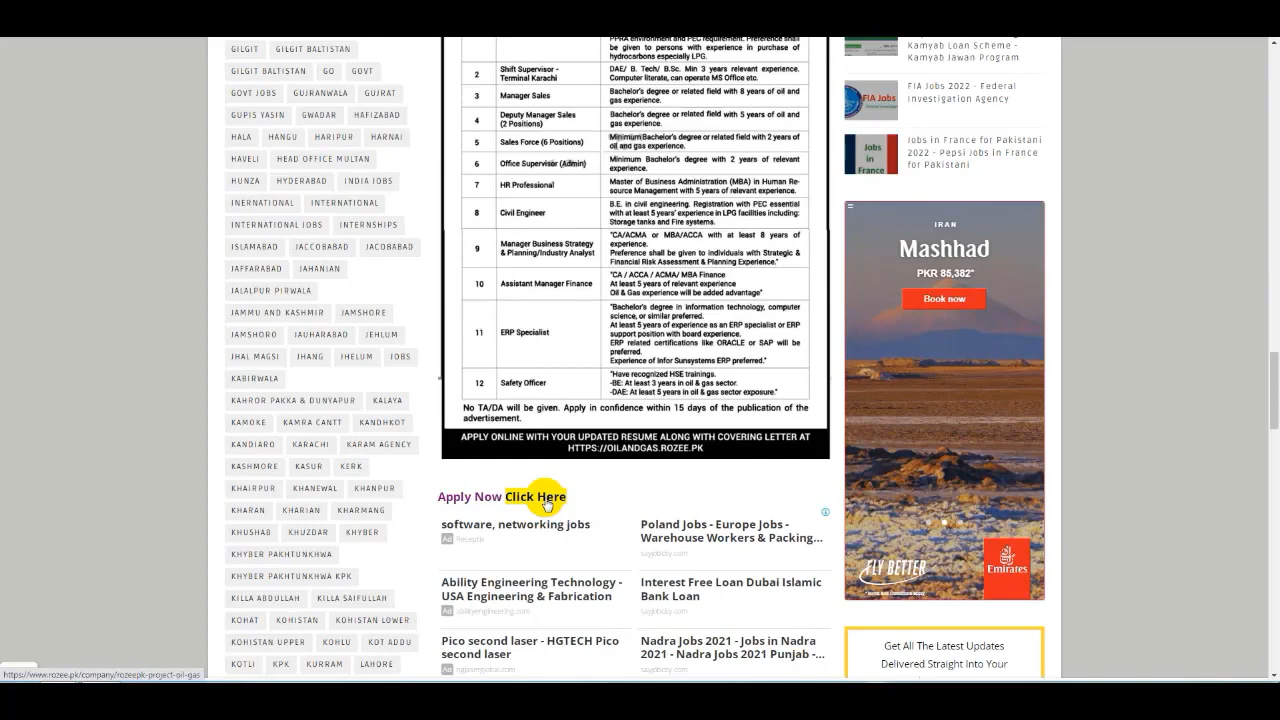 GILGIT GILGIT BALTISTAN
GILGIT/BALTISTAN GO GOVT
GOVT JOBS GUJRANWALA GUJRAT
GUPIS YASIN GWADAR HAFIZABAD
HALA HANGU HARIPUR HARNAI
HAVELI HEAD OFFICE MULTAN
HUNZA HYDERABAD INDIA JOBS
INERNATIONAL INTERNATIONAL
INTERNATIONAL JOBS INTERNSHIPS
ISLAMABAD JACCOBABAD JACOBABAD
JAFFARABAD JAHANIAN
JALALPUR PIRWALA
JAMMU AND KASHMIR JAMSHORE
JAMSHORO JAUHARABAD JEHLUM
JHAL MAGSI JHANG JHELUM JOBS
KABIRWALA
KAHROR PAKKA & DUNYAPUR KALAYA
KAMOKE KAMRA CANTT KANDHKOT
KANDIARO KARACHI KARAM AGENCY
KASHMORE KASUR KERK
KHAIRPUR KHANEWAL KHANPUR
KHARAN KHARIAN KHARMANG
KHUSHAB KHUZDAR KHYBER
KHYBER PAKHTUNKHWA
KHYBER PAKHTUNKHWA KPK
KILLA ABDULLAH KILLA SAIFULLAH
KOHAT KOHISTAN KOHISTAN LOWER
KOHISTAN UPPER KOHLU KOT ADDU
KOTLI KPK KURRAM LAHORE
PPRA environment and PEC requirement. Preference shall
be given to persons with experience in purchase of
hydrocarbons especially LPG.
2 Shift Supervisor - Terminal Karachi
DAE/ B. Tech/ B.Sc. Min 3 years relevant experience.
Computer literate, can operate MS Office etc.
3 Manager Sales
Bachelor's degree or related field with 8 years of oil and
gas experience.
4 Deputy Manager Sales
(2 Positions)
Bachelor's degree or related field with 5 years of oil and
gas experience.
5 Sales Force (6 Positions)
Minimum Bachelor's degree or related field with 2 years of
oil and gas experience.
6 Office Supervisor (Admin)
Minimum Bachelor's degree with 2 years of relevant
experience.
7 HR Professional
Master of Business Administration (MBA) in Human Re-
source Management with 5 years of relevant experience.
8 Civil Engineer
B.E. in civil engineering. Registration with PEC essential
with at least 5 years' experience in LPG facilities including:
Storage tanks and Fire systems.
9 Manager Business Strategy
& Planning/Industry Analyst
"CA/ACMA or MBA/ACCA with at least 8 years of
experience.
Preference shall be given to individuals with Strategic &
Financial Risk Assessment & Planning Experience."
10 Assistant Manager Finance
"CA / ACCA / ACMA/ MBA Finance
At least 5 years of relevant experience
Oil & Gas experience will be added advantage"
11 ERP Specialist
"Bachelor's degree in information technology, computer
science, or similar preferred.
At least 5 years of experience as an ERP specialist or ERP
support position with board experience.
ERP related certifications like ORACLE or SAP will be
preferred.
Experience of Infor Sunsystems ERP preferred."
12 Safety Officer
"Have recognized HSE trainings.
-BE: At least 3 years in oil & gas sector.
-DAE: At least 5 years in oil & gas sector exposure."
No TA/DA will be given. Apply in confidence within 15 days of the publication of the
advertisement.
APPLY ONLINE WITH YOUR UPDATED RESUME ALONG WITH COVERING LETTER AT
HTTPS://OILANDGAS.ROZEE.PK
Apply Now Click Here
software, networking jobs
Ad Receptix
Poland Jobs - Europe Jobs -
Warehouse Workers & Packing...
sayjobcity.com
Ability Engineering Technology -
USA Engineering & Fabrication
Ad abilityengineering.com
Interest Free Loan Dubai Islamic
Bank Loan
sayjobcity.com
Pico second laser - HGTECH Pico
second laser
Ad
Nadra Jobs 2021 - Jobs in Nadra
2021 - Nadra Jobs 2021 Punjab -...
sayjobcity.com
Kamyab Loan Scheme -
Kamyab Jawan Program
FIA Jobs
FIA Jobs 2022 - Federal
Investigation Agency
Jobs
in
France
Jobs in France for Pakistani
2022 - Pepsi Jobs in France
for Pakistani
IRAN
Mashhad
PKR 85,382*
Book now
FLY BETTER
Emirates
Get All The Latest Updates
Delivered Straight Into Your
https://www.rozee.pk/company/rozeepk-project-oil-gas